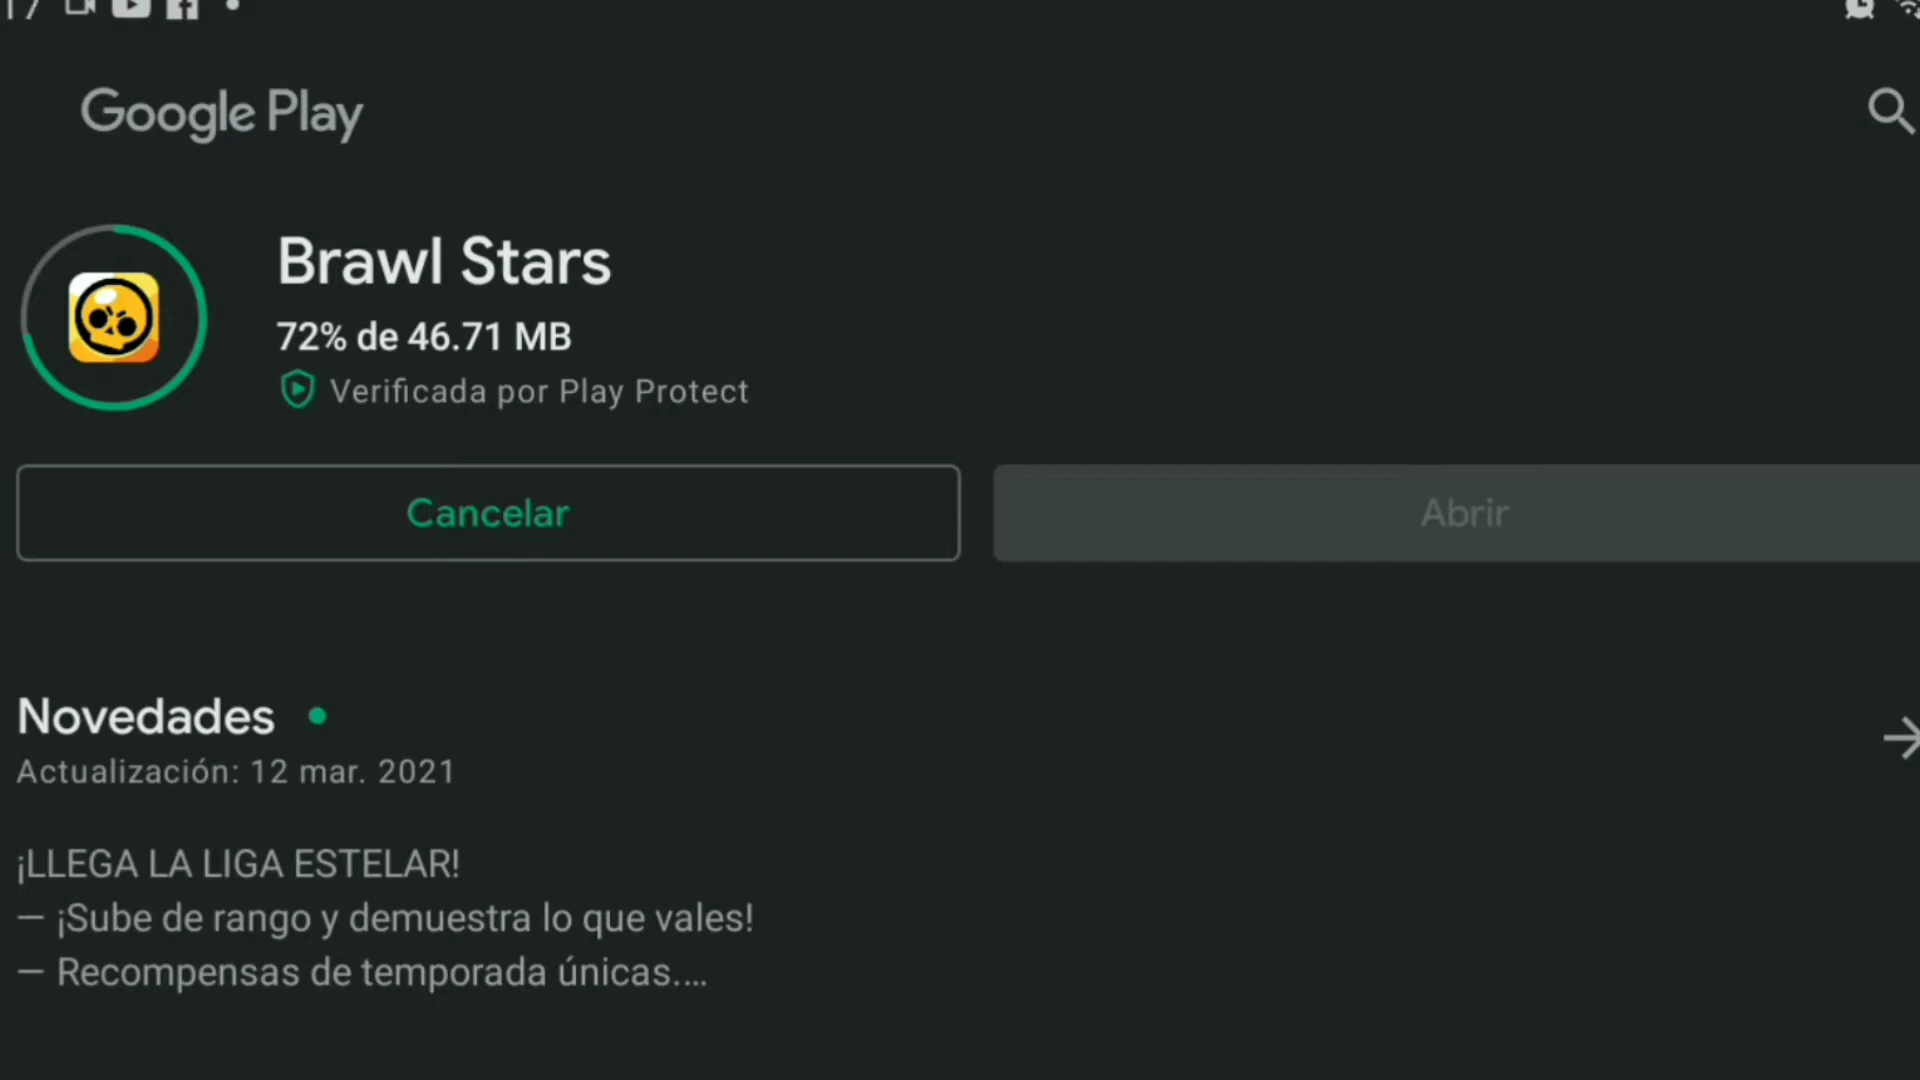 Google Play
Brawl Stars
72% de 46.71 MB
Verificada por Play Protect
Cancelar
Abrir
Novedades
Actualización: 12 mar. 2021
¡LLEGA LA LIGA ESTELAR!
— ¡Sube de rango y demuestra lo que vales!
— Recompensas de temporada únicas.…